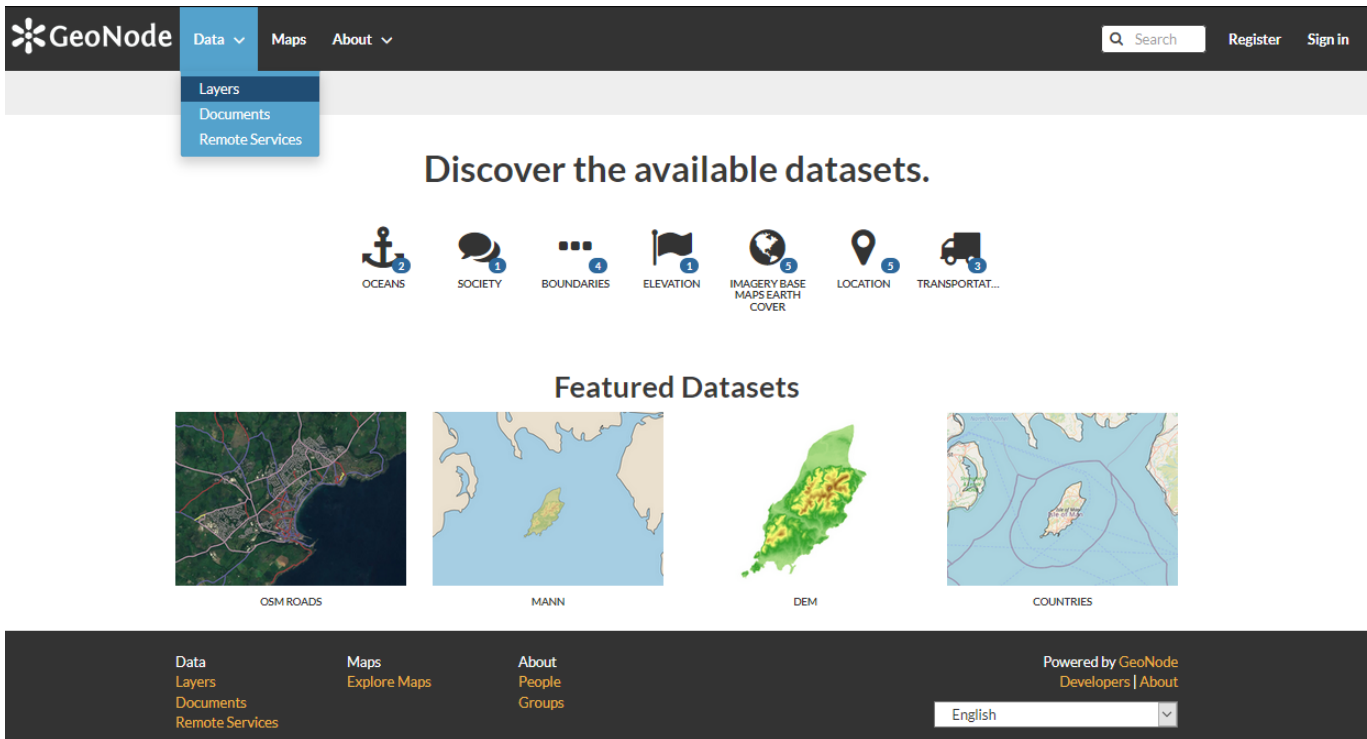 GeoNode Data Maps About Search Register Sign in
Layers
Documents
Remote Services
Discover the available datasets.
2 1 4 1 5 5 3
OCEANS SOCIETY BOUNDARIES ELEVATION IMAGERY BASE LOCATION TRANSPORTAT...
MAPS EARTH
COVER
Featured Datasets
Isle of Man
OSM ROADS MANN DEM COUNTRIES
Data Maps About Powered by GeoNode
Layers Explore Maps People Developers | About
Documents Groups
Remote Services English